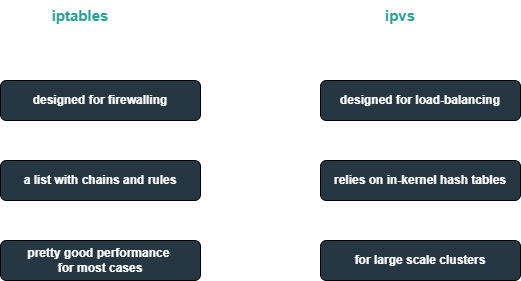 iptables
ipvs
designed for firewalling
designed for load-balancing
a list with chains and rules
relies on in-kernel hash tables
pretty good performance
for most cases
for large scale clusters